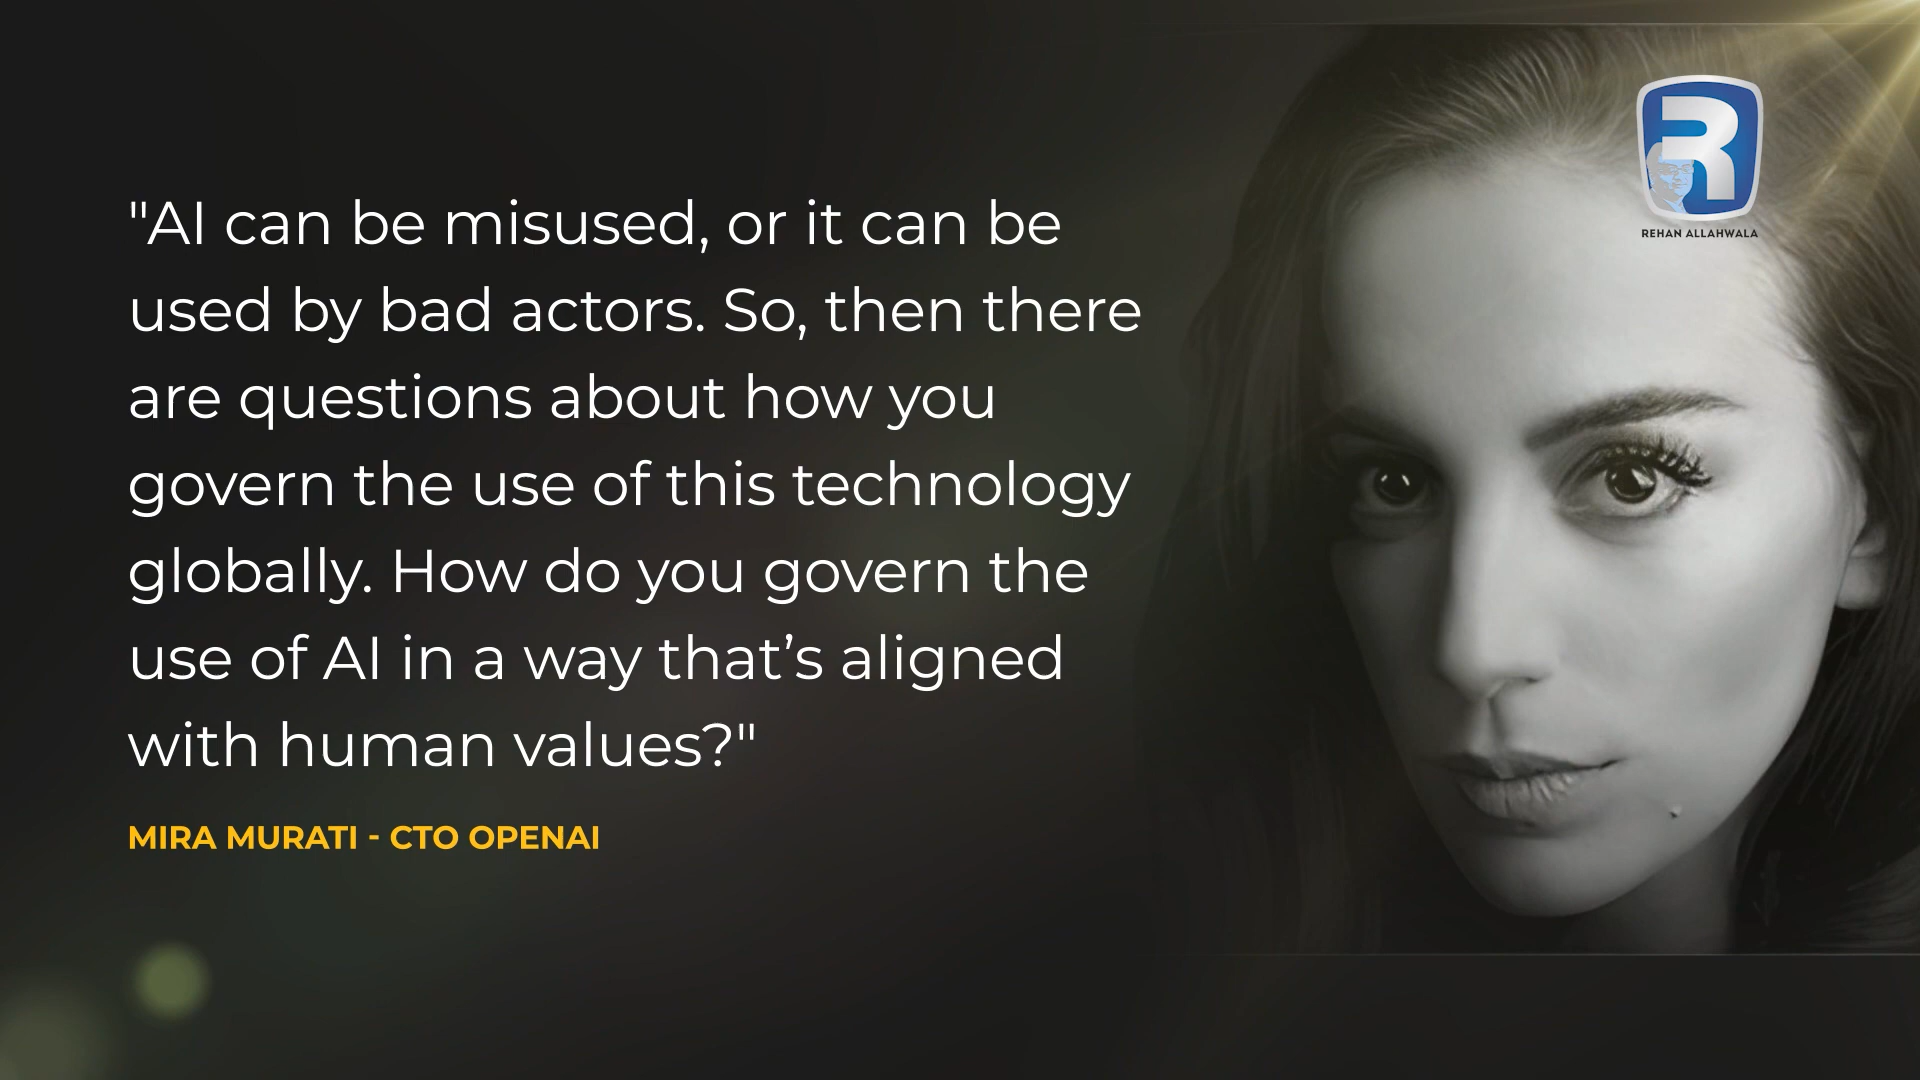 "AI can be misused, or it can be
used by bad actors. So, then there
are questions about how you
govern the use of this technology
globally. How do you govern the
use of AI in a way that’s aligned
with human values?"
MIRA MURATI - CTO OPENAI
R
REHAN ALLAHWALA